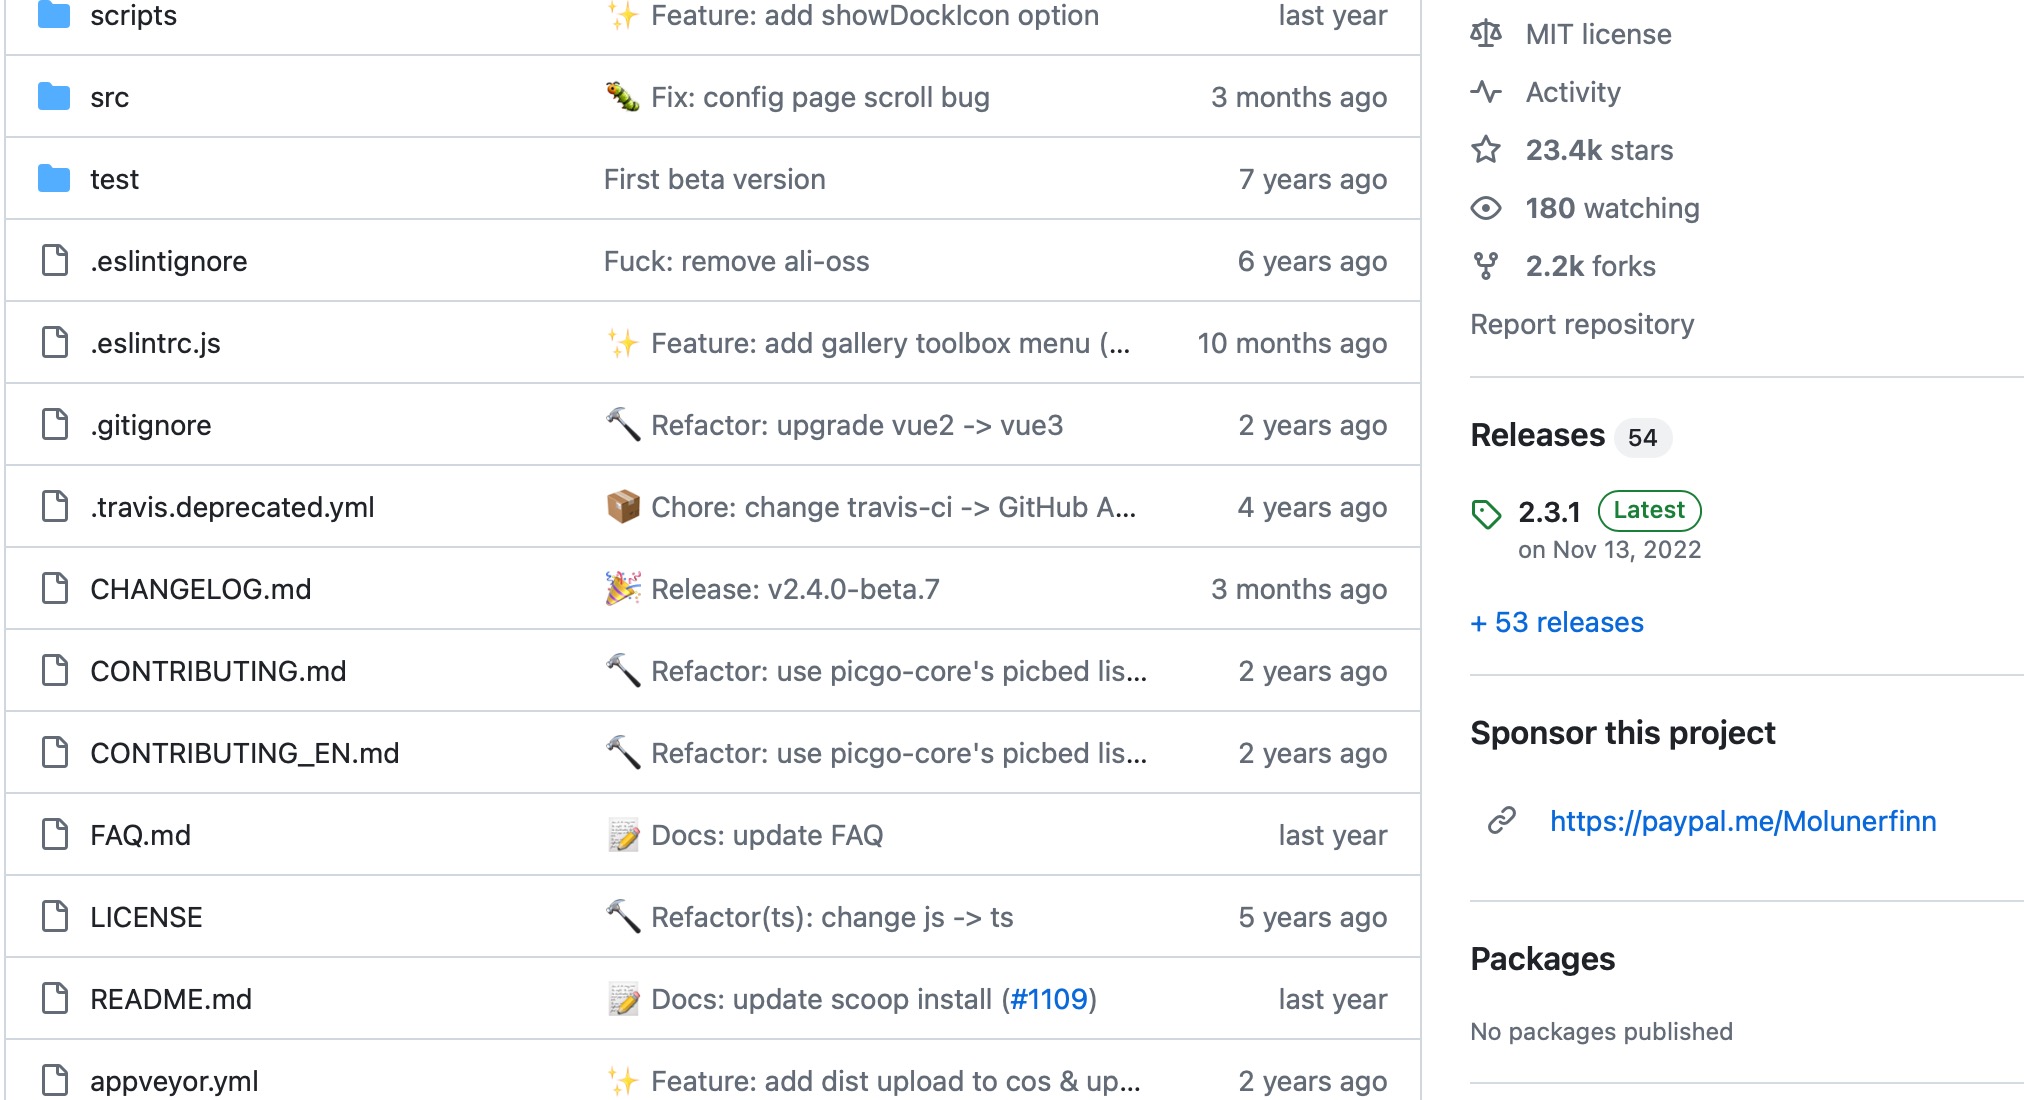 scripts ✨ Feature: add showDockIcon option last year
src 🐛 Fix: config page scroll bug 3 months ago
test First beta version 7 years ago
.eslintignore Fuck: remove ali-oss 6 years ago
.eslintrc.js ✨ Feature: add gallery toolbox menu (... 10 months ago
.gitignore 🔨 Refactor: upgrade vue2 -> vue3 2 years ago
.travis.deprecated.yml 📦 Chore: change travis-ci -> GitHub A... 4 years ago
CHANGELOG.md 🎉 Release: v2.4.0-beta.7 3 months ago
CONTRIBUTING.md 🔨 Refactor: use picgo-core's picbed lis... 2 years ago
CONTRIBUTING_EN.md 🔨 Refactor: use picgo-core's picbed lis... 2 years ago
FAQ.md 📝 Docs: update FAQ last year
LICENSE 🔨 Refactor(ts): change js -> ts 5 years ago
README.md 📝 Docs: update scoop install (#1109) last year
appveyor.yml ✨ Feature: add dist upload to cos & up... 2 years ago
MIT license
Activity
23.4k stars
180 watching
2.2k forks
Report repository
Releases 54
2.3.1 Latest
on Nov 13, 2022
+ 53 releases
Sponsor this project
https://paypal.me/Molunerfinn
Packages
No packages published